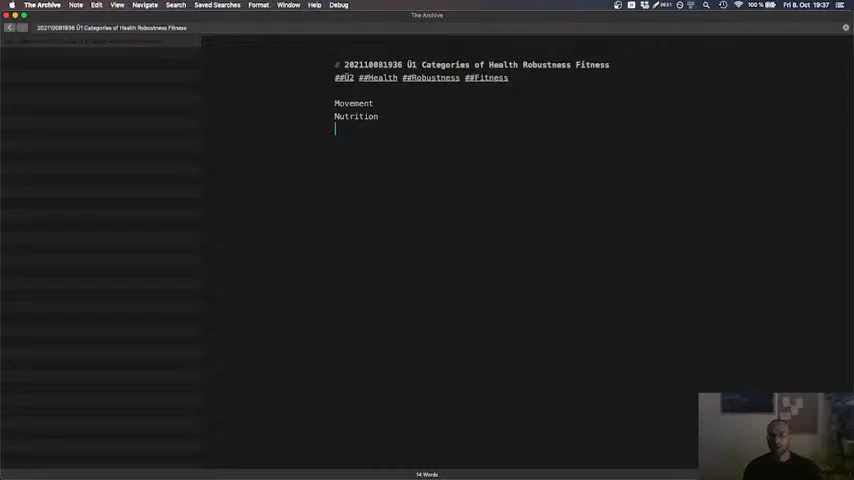 The Archive Note Edit View Navigate Search Saved Searches Format Window Help Debug 100 % Fri 8. Oct 19:37
The Archive
202110081936 Ü1 Categories of Health Robustness Fitness
# 202110081936 Ü1 Categories of Health Robustness Fitness
##Ü2 ##Health ##Robustness ##Fitness
Movement
Nutrition
14 Words